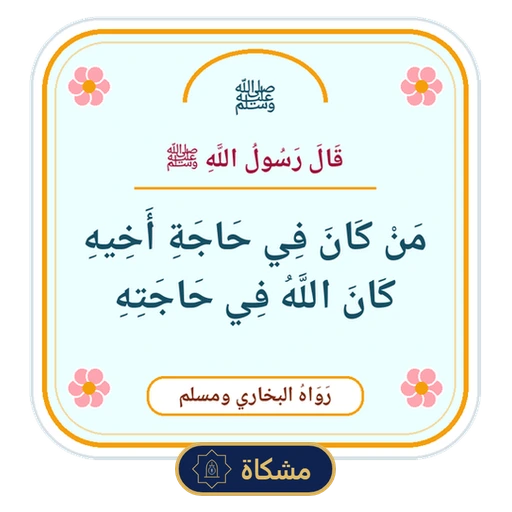 ﷺ
قَالَ رَسُولُ اللَّهِ ﷺ
مَنْ كَانَ فِي حَاجَةِ أَخِيهِ
كَانَ اللَّهُ فِي حَاجَتِهِ
رَوَاهُ البخاري ومسلم
مشكاة